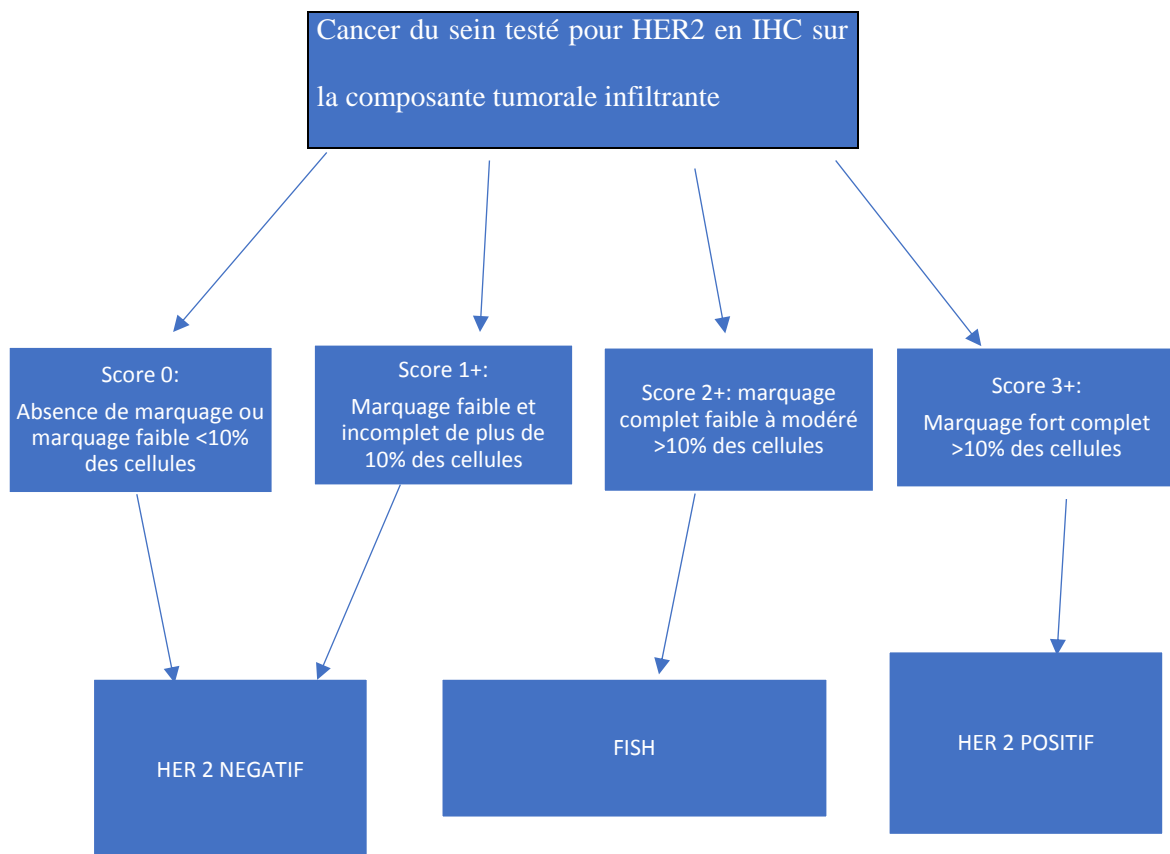 Cancer du sein testé pour HER2 en IHC sur
la composante tumorale infiltrante
Score 0:
Absence de marquage ou
marquage faible <10%
des cellules
Score 1+:
Marquage faible et
incomplet de plus de
10% des cellules
Score 2+: marquage
complet faible à modéré
>10% des cellules
Score 3+:
Marquage fort complet
>10% des cellules
HER 2 NEGATIF
FISH
HER 2 POSITIF